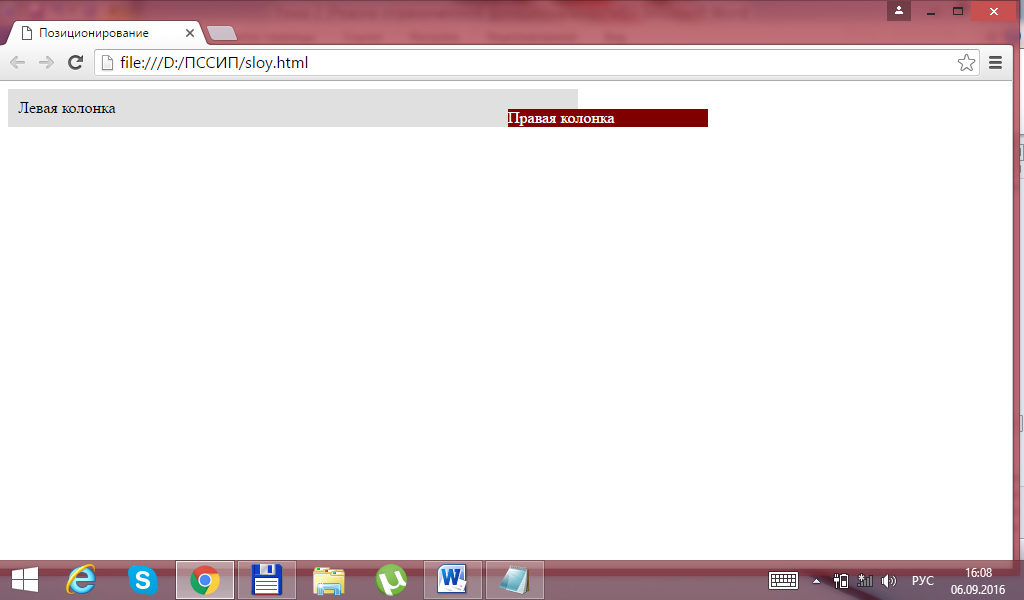 Позиционирование
file:///D:/ПССИП/sloy.html
Левая колонка
Правая колонка
РУС
16:08
06.09.2016